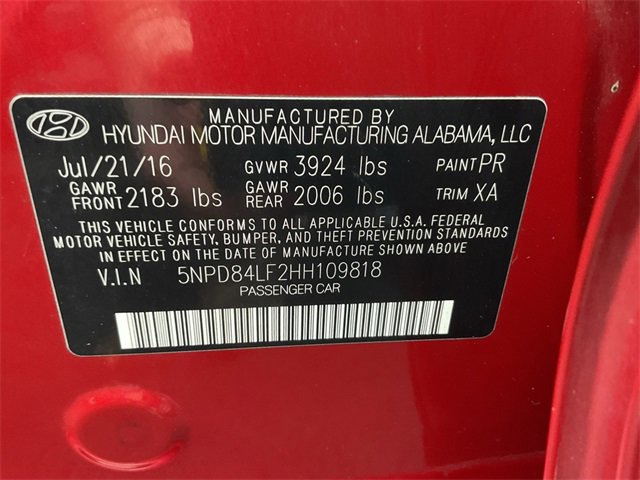 MANUFACTURED BY
HYUNDAI MOTOR MANUFACTURING ALABAMA, LLC
Jul/21/16 GVWR 3924 lbs PAINT PR
GAWR FRONT 2183 lbs GAWR REAR 2006 lbs TRIM XA
THIS VEHICLE CONFORMS TO ALL APPLICABLE U.S.A. FEDERAL
MOTOR VEHICLE SAFETY, BUMPER, AND THEFT PREVENTION STANDARDS
IN EFFECT ON THE DATE OF MANUFACTURE SHOWN ABOVE.
V.I.N 5NPD84LF2HH109818
PASSENGER CAR